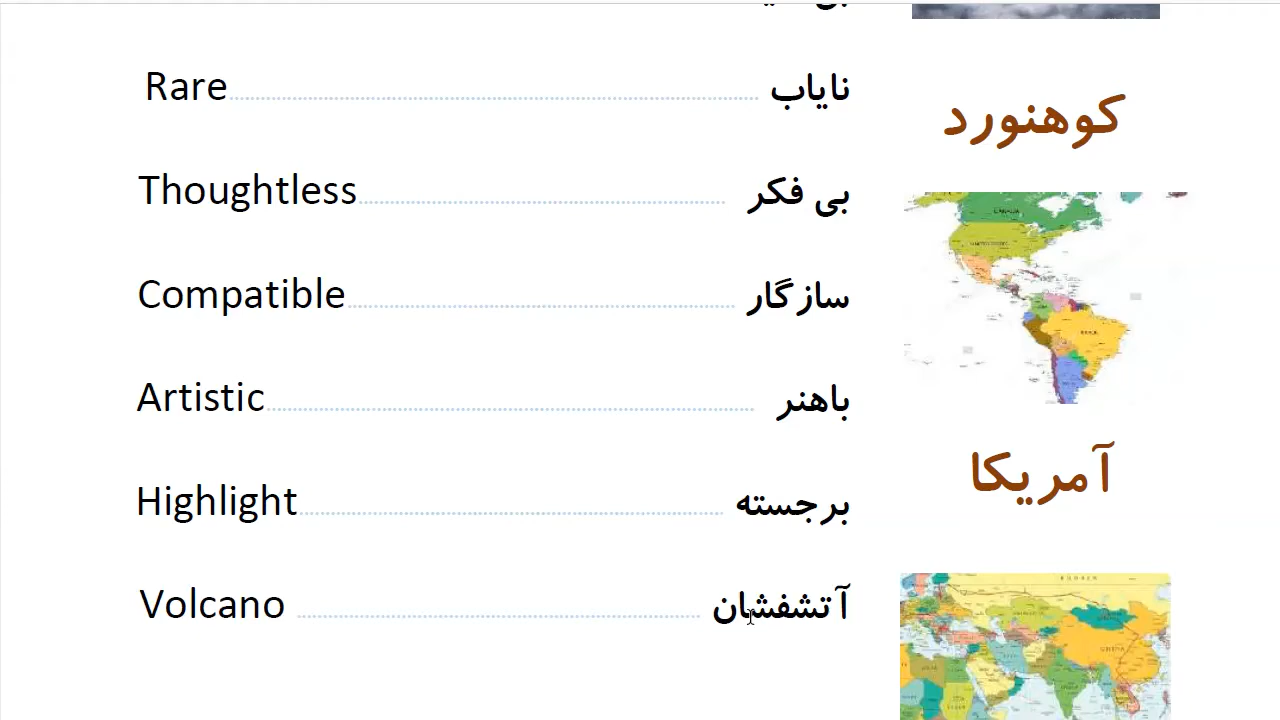 Rare نایاب
کوهنورد
Thoughtless بی فکر
Compatible سازگار
Artistic باهنر
آمریکا
Highlight برجسته
Volcano آتشفشان